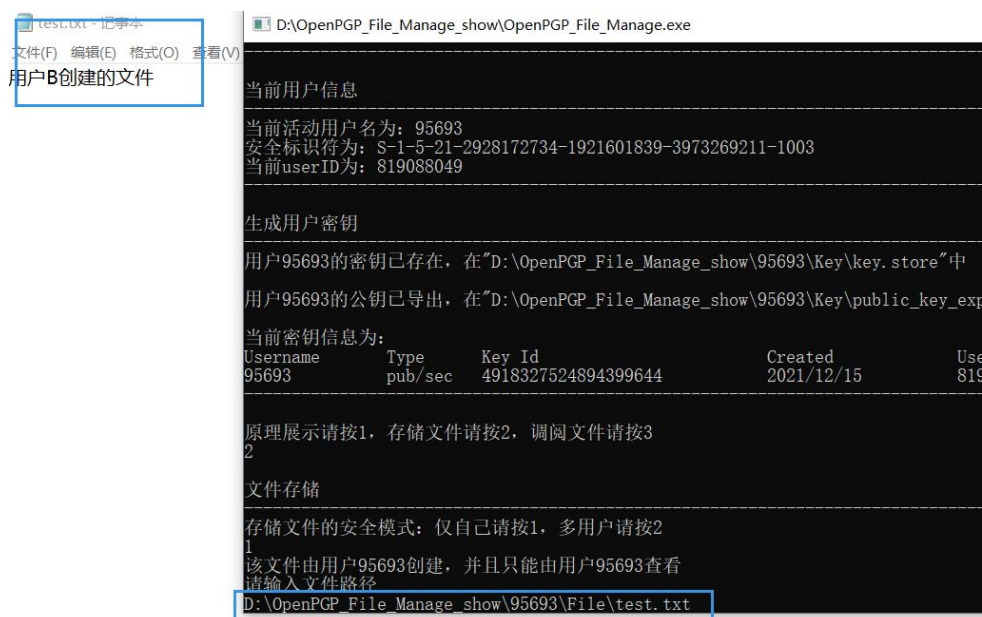 test.txt - 记事本
文件(F) 编辑(E) 格式(O) 查看(V)
用户B创建的文件
D:\OpenPGP_File_Manage_show\OpenPGP_File_Manage.exe
当前用户信息
当前活动用户名为: 95693
安全标识符为: S-1-5-21-2928172734-1921601839-3973269211-1003
当前userID为: 819088049
生成用户密钥
用户95693的密钥已存在, 在"D:\OpenPGP_File_Manage_show\95693\Key\key.store"中
用户95693的公钥已导出, 在"D:\OpenPGP_File_Manage_show\95693\Key\public_key_exp
当前密钥信息为:
Username Type Key Id Created Use
95693 pub/sec 4918327524894399644 2021/12/15 819
原理展示请按1, 存储文件请按2, 调阅文件请按3
2
文件存储
存储文件的安全模式: 仅自己请按1, 多用户请按2
1
该文件由用户95693创建, 并且只能由用户95693查看
请输入文件路径
D:\OpenPGP_File_Manage_show\95693\File\test.txt